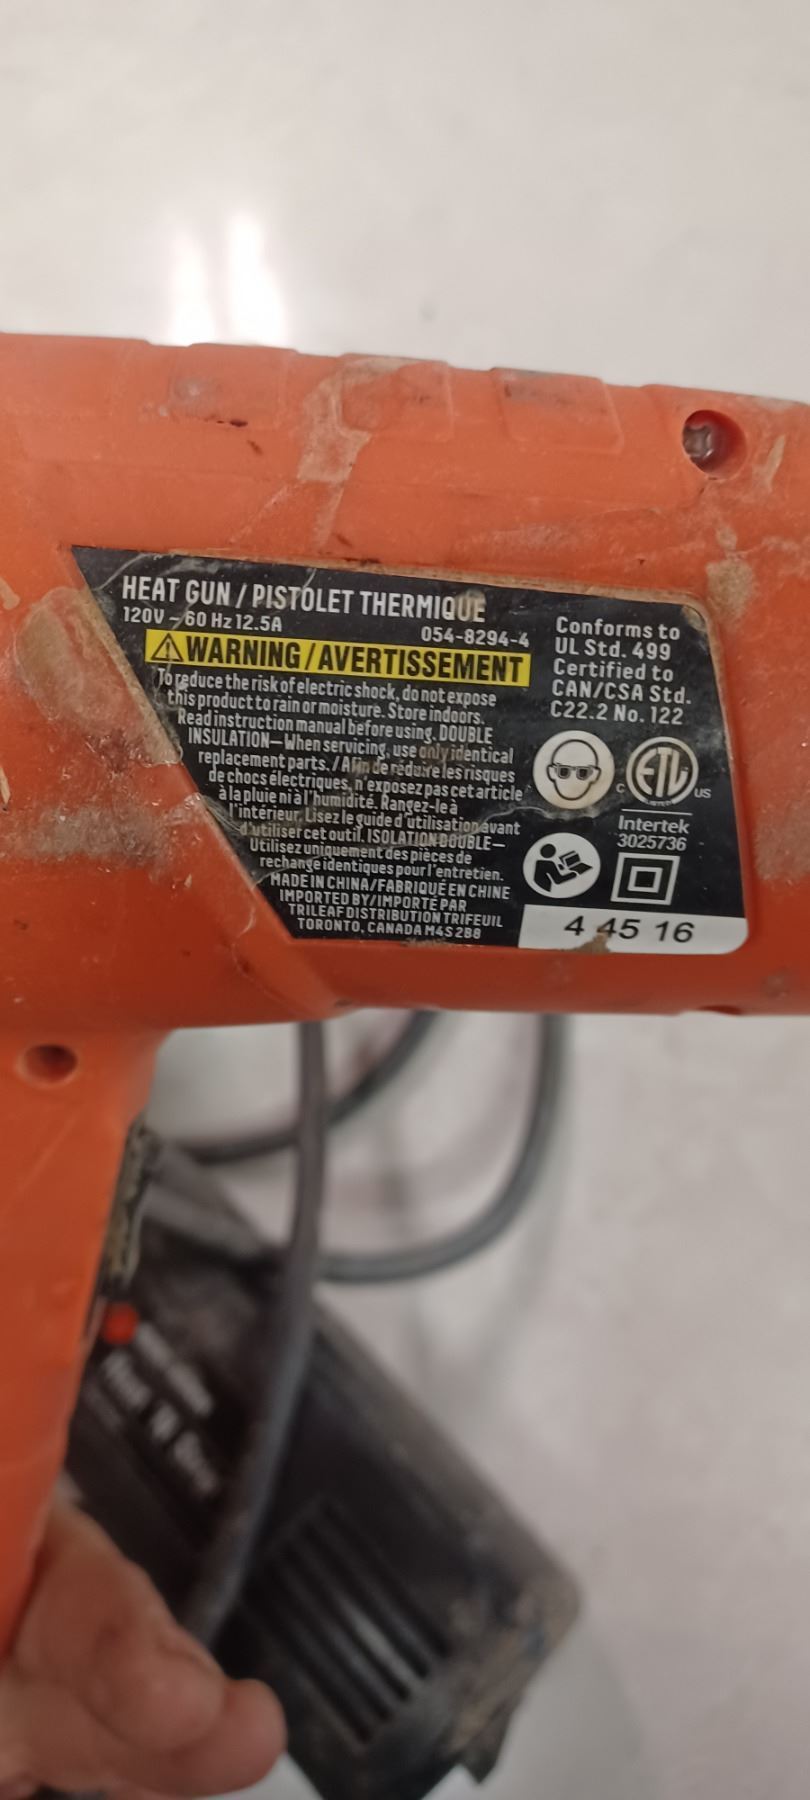 HEAT GUN / PISTOLET THERMIQUE
120V ~ 60 Hz 12.5A
054-8294-4
WARNING / AVERTISSEMENT
To reduce the risk of electric shock, do not expose
this product to rain or moisture. Store indoors.
Read instruction manual before using. DOUBLE
INSULATION—When servicing, use only identical
replacement parts. / Afin de réduire les risques
de chocs électriques, n'exposez pas cet article
à la pluie ni à l'humidité. Rangez-le à
l'intérieur. Lisez le guide d'utilisation avant
d'utiliser cet outil. ISOLATION DOUBLE—
Utilisez uniquement des pièces de
rechange identiques pour l'entretien.
MADE IN CHINA/FABRIQUÉ EN CHINE
IMPORTED BY/IMPORTÉ PAR
TRILEAF DISTRIBUTION TRIFEUIL
TORONTO, CANADA M4S 2B8
Conforms to
UL Std. 499
Certified to
CAN/CSA Std.
C22.2 No. 122
C ETL US
LISTED
Intertek
3025736
4 45 16